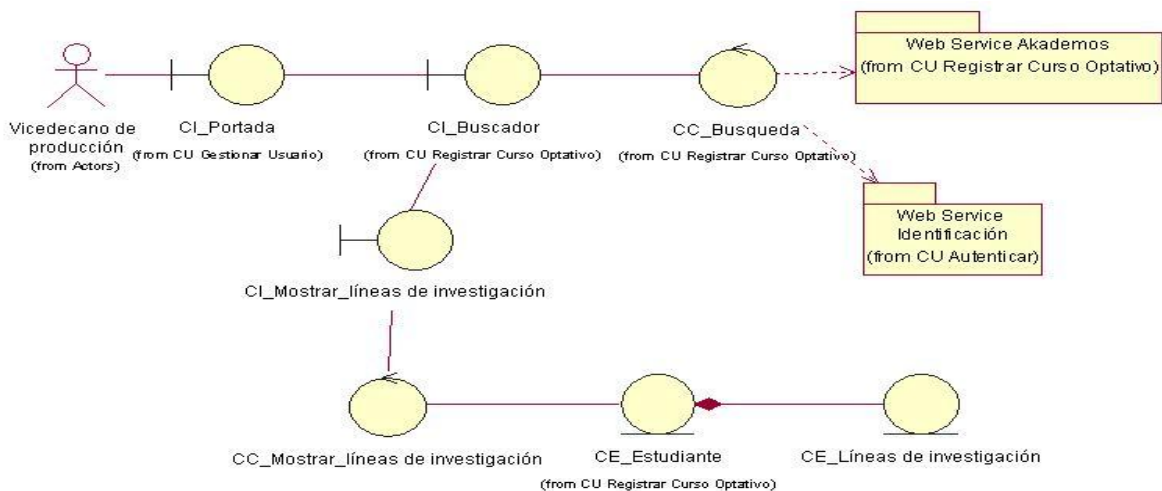 Web Service Akademos
(from CU Registrar Curso Optativo)
Vicedecano de
producción
(from Actors)
CI_Portada
(from CU Gestionar Usuario)
CI_Buscador
(from CU Registrar Curso Optativo)
CC_Busqueda
(from CU Registrar Curso Optativo)
Web Service
Identificación
(from CU Autenticar)
CI_Mostrar_líneas de investigación
CC_Mostrar_líneas de investigación
CE_Estudiante
(from CU Registrar Curso Optativo)
CE_Líneas de investigación